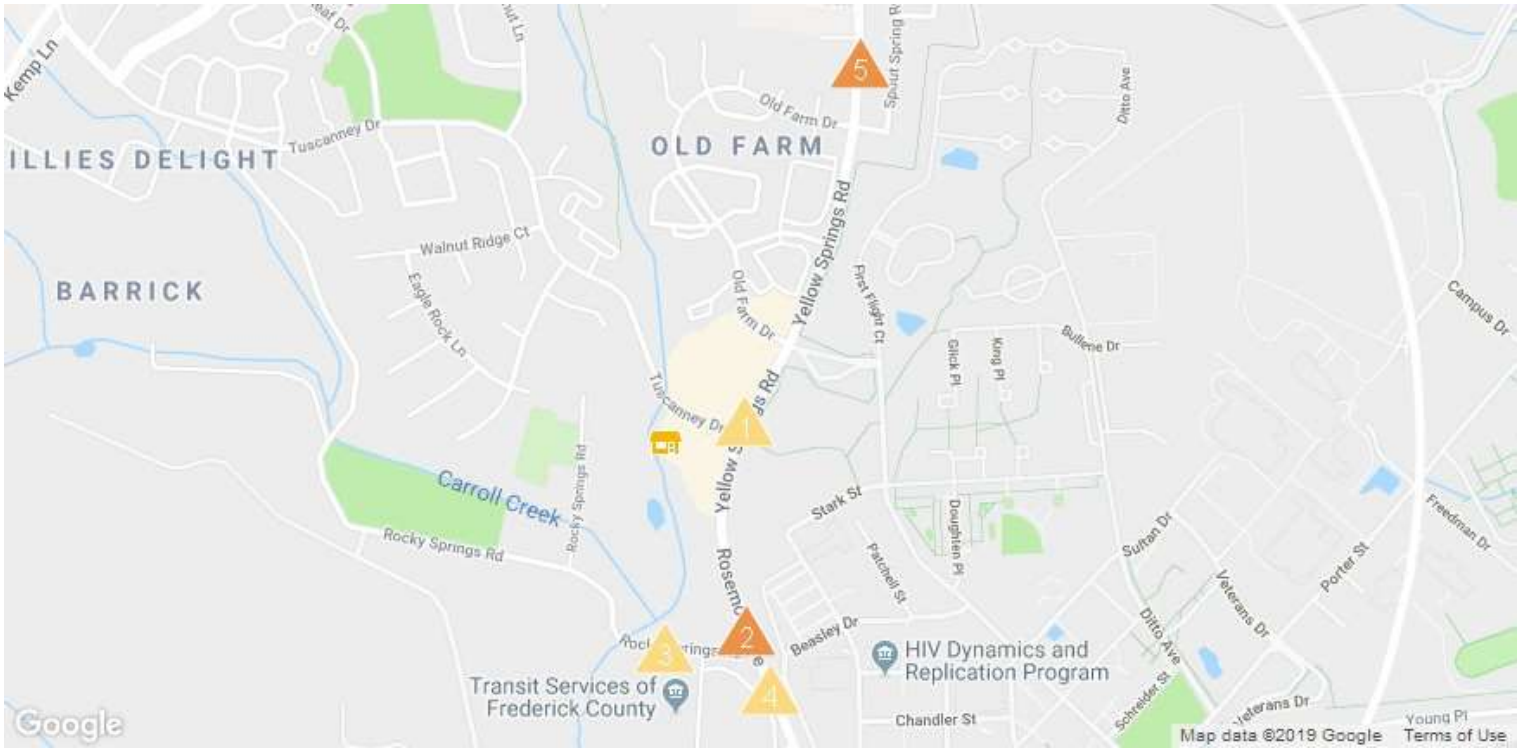 Kemp Ln
Tuscanney Dr
ILLIES DELIGHT
BARRICK
Walnut Ridge Ct
Eagle Rock Ln
OLD FARM
Old Farm Dr
5
Ditto Ave
Yellow Springs Rd
Old Farm Dr
First Flight Ct
Tuscanney Dr
1
Bullene Dr
Glick Pl
King Pl
Campus Dr
Carroll Creek
Rocky Springs Rd
Rocky Springs Rd
Stark St
Doughten Pl
Patchell St
Sultan Dr
Veterans Dr
Porter St
Freedman Dr
Ditto Ave
Beasley Dr
2
3
4
HIV Dynamics and
Replication Program
Transit Services of
Frederick County
Chandler St
Schreider St
Veterans Dr
Young Pl
Google
Map data ©2019 Google
Terms of Use